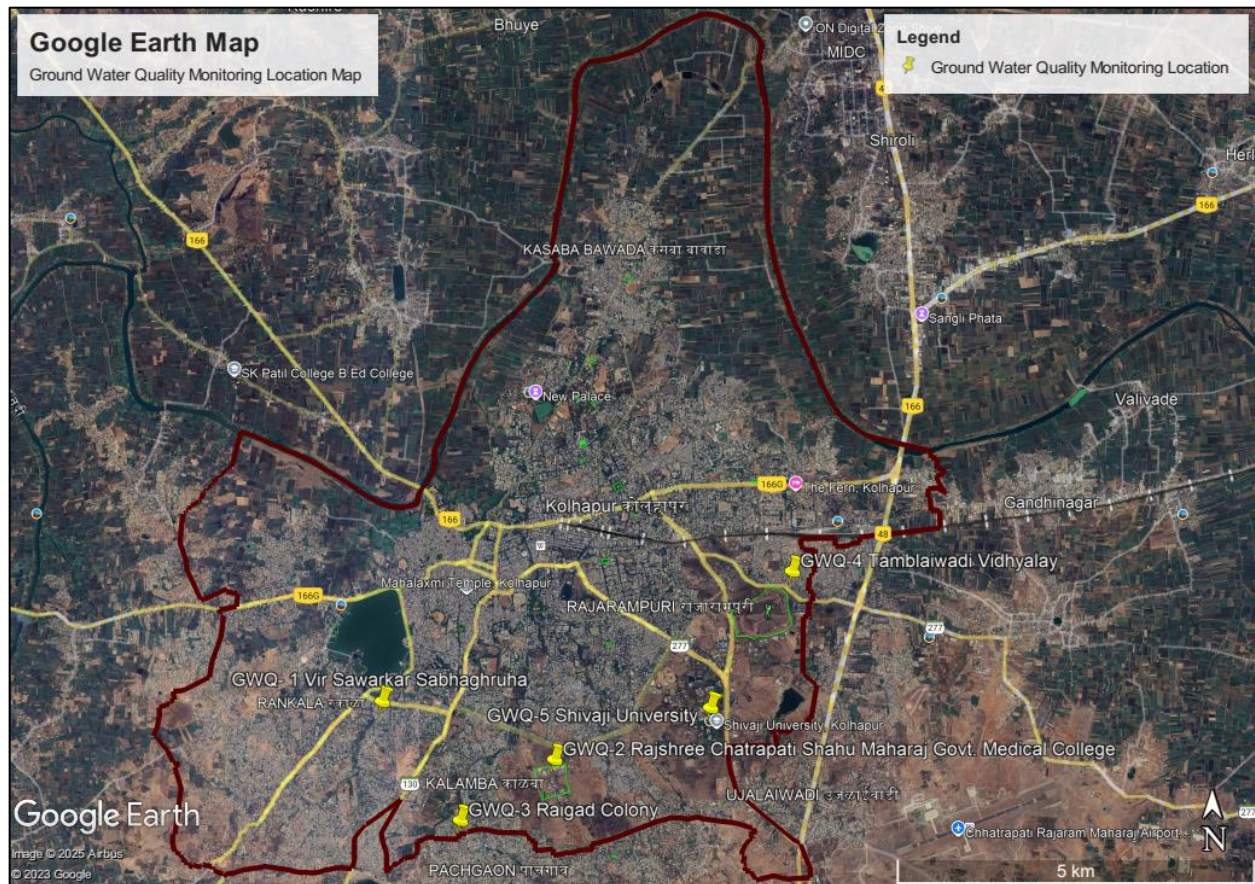 Google Earth Map
Ground Water Quality Monitoring Location Map
Legend
Ground Water Quality Monitoring Location
Bhuye
MIDC
Shiroli
166
166
KASABA BAWADA कसबा बावाडा
Sangli Phata
SK Patil College B Ed College
New Palace
Valivade
166
166G
The Fern, Kolhapur
Kolhapur कोल्हापुर
Gandhinagar
166
48
GWQ-4 Tamblaiwadi Vidhyalay
Mahalaxmi Temple, Kolhapur
166G
RAJARAMPURI राजारामपुरी
277
277
GWQ- 1 Vir Sawarkar Sabhaghruha
RANKALA रंकाळा
GWQ-5 Shivaji University
Shivaji University, Kolhapur
GWQ-2 Rajshree Chatrapati Shahu Maharaj Govt. Medical College
130
KALAMBA काळंबा
UJALAIWADI उजळाईवाडी
GWQ-3 Raigad Colony
Google Earth
Chhatrapati Rajaram Maharaj Airport...
277
N
Image © 2025 Airbus
© 2023 Google
PACHGAON पाचगाव
5 km